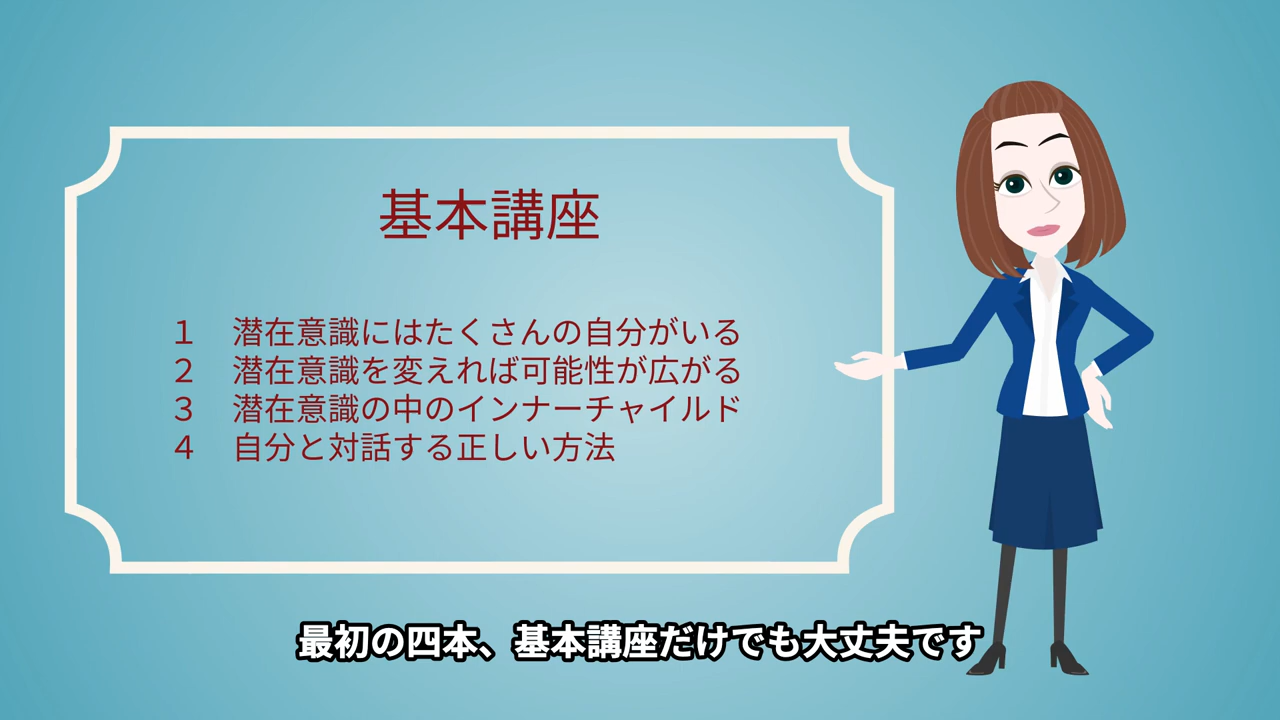 基本講座
１　潜在意識にはたくさんの自分がいる
２　潜在意識を変えれば可能性が広がる
３　潜在意識の中のインナーチャイルド
４　自分と対話する正しい方法
最初の四本、基本講座だけでも大丈夫です